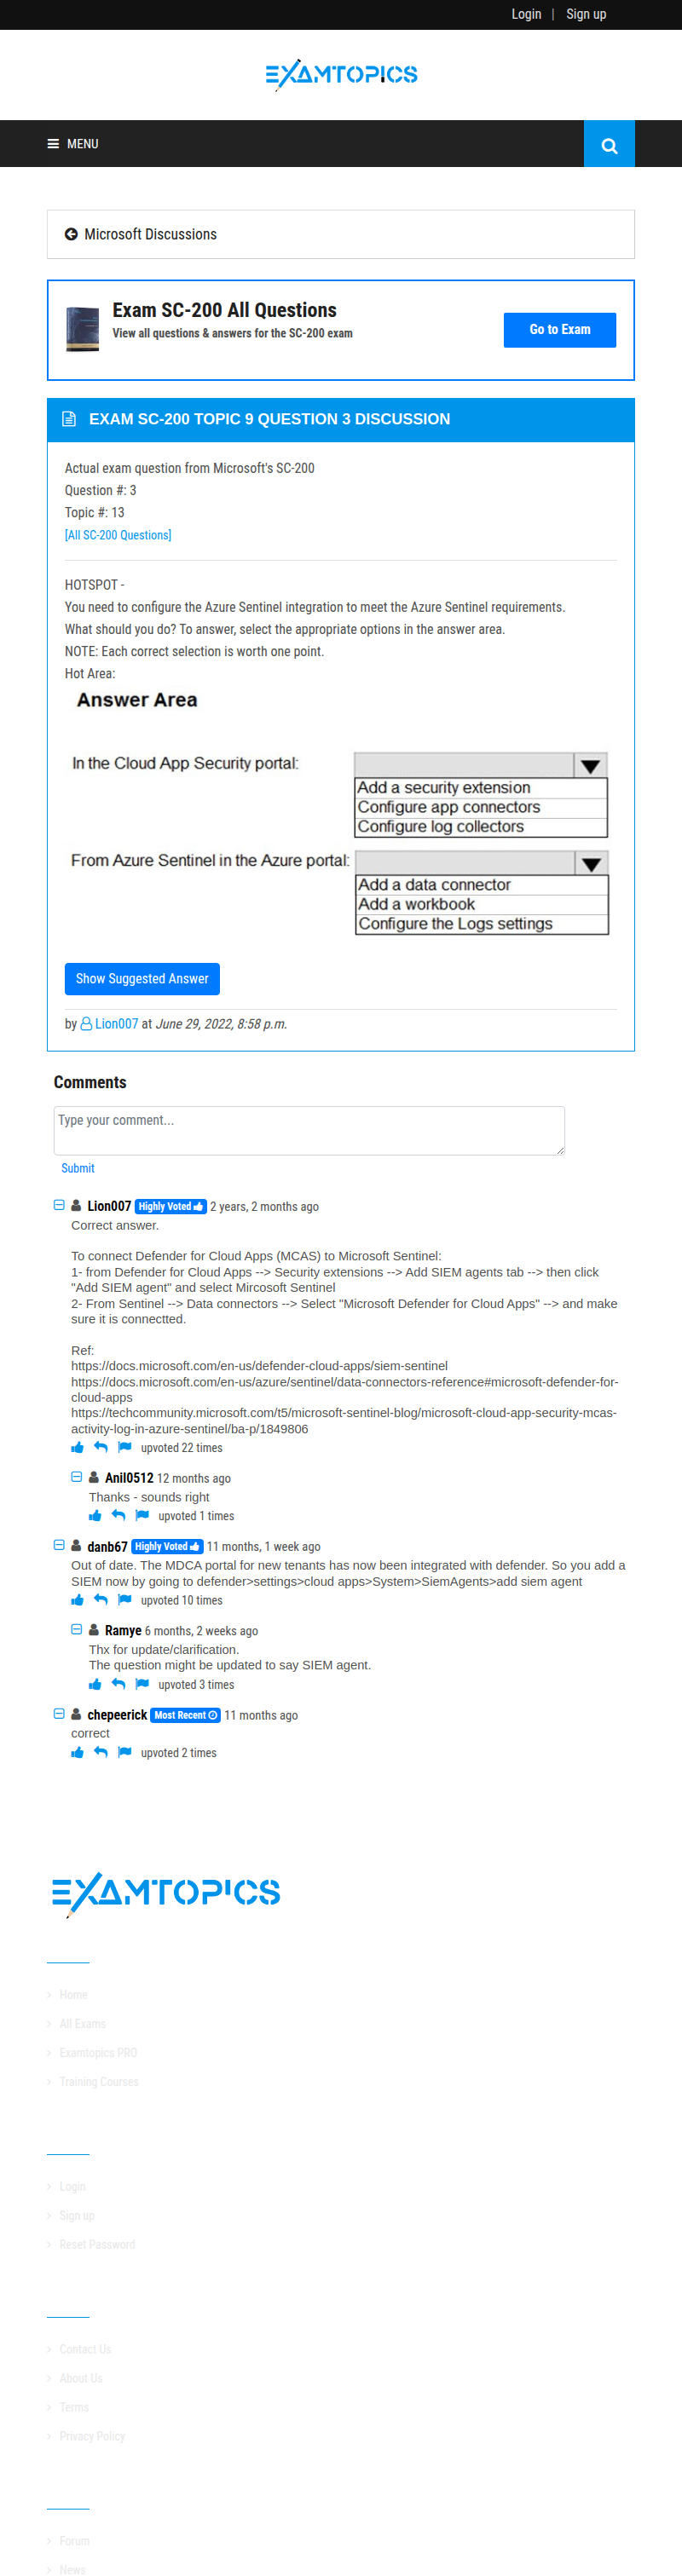 Login | Sign up
EXAMTOPICS
MENU
Microsoft Discussions
Exam SC-200 All Questions
View all questions & answers for the SC-200 exam
Go to Exam
EXAM SC-200 TOPIC 9 QUESTION 3 DISCUSSION
Actual exam question from Microsoft's SC-200
Question #: 3
Topic #: 13
[All SC-200 Questions]
HOTSPOT -
You need to configure the Azure Sentinel integration to meet the Azure Sentinel requirements.
What should you do? To answer, select the appropriate options in the answer area.
NOTE: Each correct selection is worth one point.
Hot Area:
Answer Area
In the Cloud App Security portal:
Add a security extension
Configure app connectors
Configure log collectors
From Azure Sentinel in the Azure portal:
Add a data connector
Add a workbook
Configure the Logs settings
Show Suggested Answer
by Lion007 at June 29, 2022, 8:58 p.m.
Comments
Type your comment...
Submit
Lion007 Highly Voted 2 years, 2 months ago
Correct answer.
To connect Defender for Cloud Apps (MCAS) to Microsoft Sentinel:
1- from Defender for Cloud Apps --> Security extensions --> Add SIEM agents tab --> then click
"Add SIEM agent" and select Mircosoft Sentinel
2- From Sentinel --> Data connectors --> Select "Microsoft Defender for Cloud Apps" --> and make
sure it is connectted.
Ref:
https://docs.microsoft.com/en-us/defender-cloud-apps/siem-sentinel
https://docs.microsoft.com/en-us/azure/sentinel/data-connectors-reference#microsoft-defender-for-
cloud-apps
https://techcommunity.microsoft.com/t5/microsoft-sentinel-blog/microsoft-cloud-app-security-mcas-
activity-log-in-azure-sentinel/ba-p/1849806
upvoted 22 times
Anil0512 12 months ago
Thanks - sounds right
upvoted 1 times
danb67 Highly Voted 11 months, 1 week ago
Out of date. The MDCA portal for new tenants has now been integrated with defender. So you add a
SIEM now by going to defender>settings>cloud apps>System>SiemAgents>add siem agent
upvoted 10 times
Ramye 6 months, 2 weeks ago
Thx for update/clarification.
The question might be updated to say SIEM agent.
upvoted 3 times
chepeerick Most Recent 11 months ago
correct
upvoted 2 times
EXAMTOPICS
Home
All Exams
Examtopics PRO
Training Courses
Login
Sign up
Reset Password
Contact Us
About Us
Terms
Privacy Policy
Forum
News